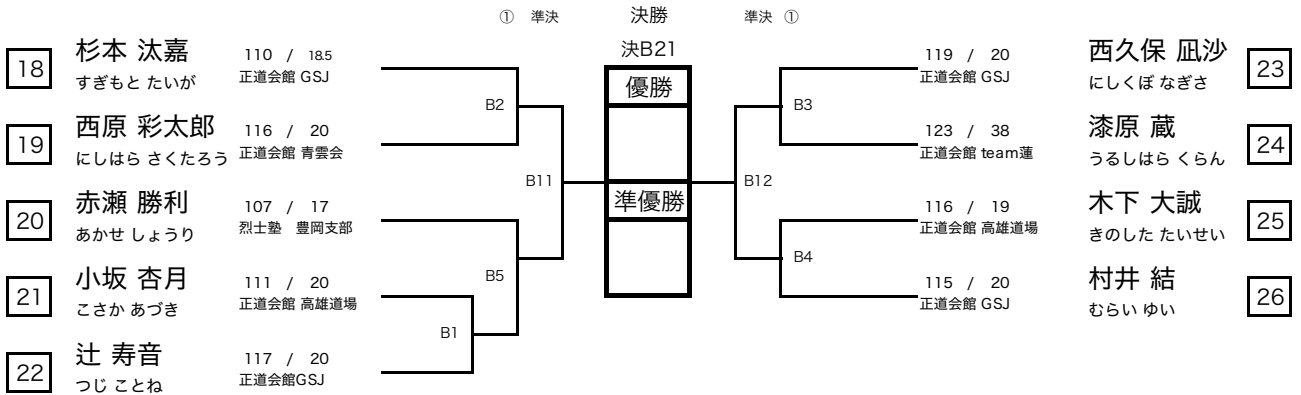 ① 準決 決勝 準決 ①
決B21
優勝
準優勝
18 杉本 汰嘉 110 / 18.5
すぎもと たいが 正道会館 GSJ
B2
19 西原 彩太郎 116 / 20
にしはら さくたろう 正道会館 青雲会
B11
20 赤瀬 勝利 107 / 17
あかせ しょうり 烈士塾 豊岡支部
B5
21 小坂 杏月 111 / 20
こさか あづき 正道会館 高雄道場
B1
22 辻 寿音 117 / 20
つじ ことね 正道会館GSJ
119 / 20 西久保 凪沙 23
正道会館 GSJ にしくぼ なぎさ
B3
123 / 38 漆原 蔵 24
正道会館 team蓮 うるしはら くらん
B12
116 / 19 木下 大誠 25
正道会館 高雄道場 きのした たいせい
B4
115 / 20 村井 結 26
正道会館 GSJ むらい ゆい